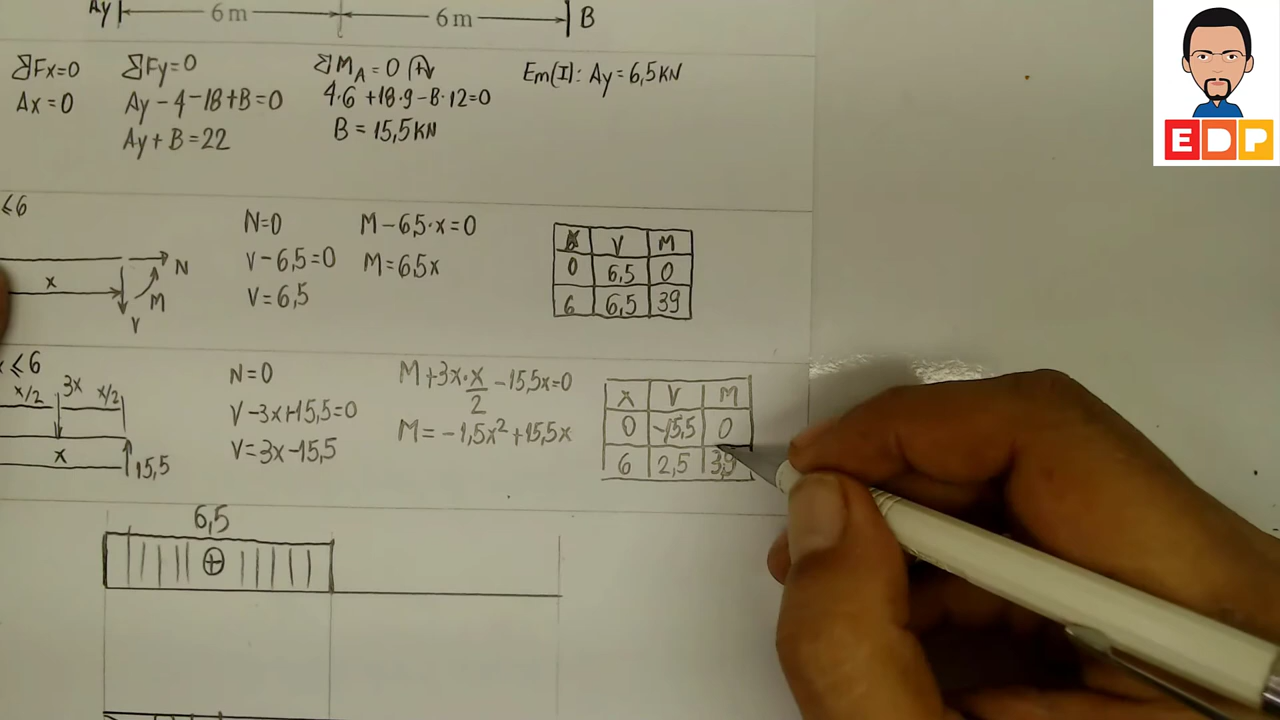 Ay 6m 6m B
ΣFx=0 ΣFy=0 ΣMA=0 Em(I): Ay=6,5KN
Ax=0 Ay-4-18+B=0 4·6+18·9-B·12=0
Ay+B=22 B=15,5KN
≤6
N=0 M-6,5·x=0
V-6,5=0 M=6,5x
V=6,5
x N M V
x V M
0 6,5 0
6 6,5 39
x≤6
x/2 3x x/2
x 15,5
N=0 M+3x·x/2-15,5x=0
V-3x+15,5=0 M=-1,5x²+15,5x
V=3x-15,5
x V M
0 -15,5 0
6 2,5 39
6,5
+
EDP